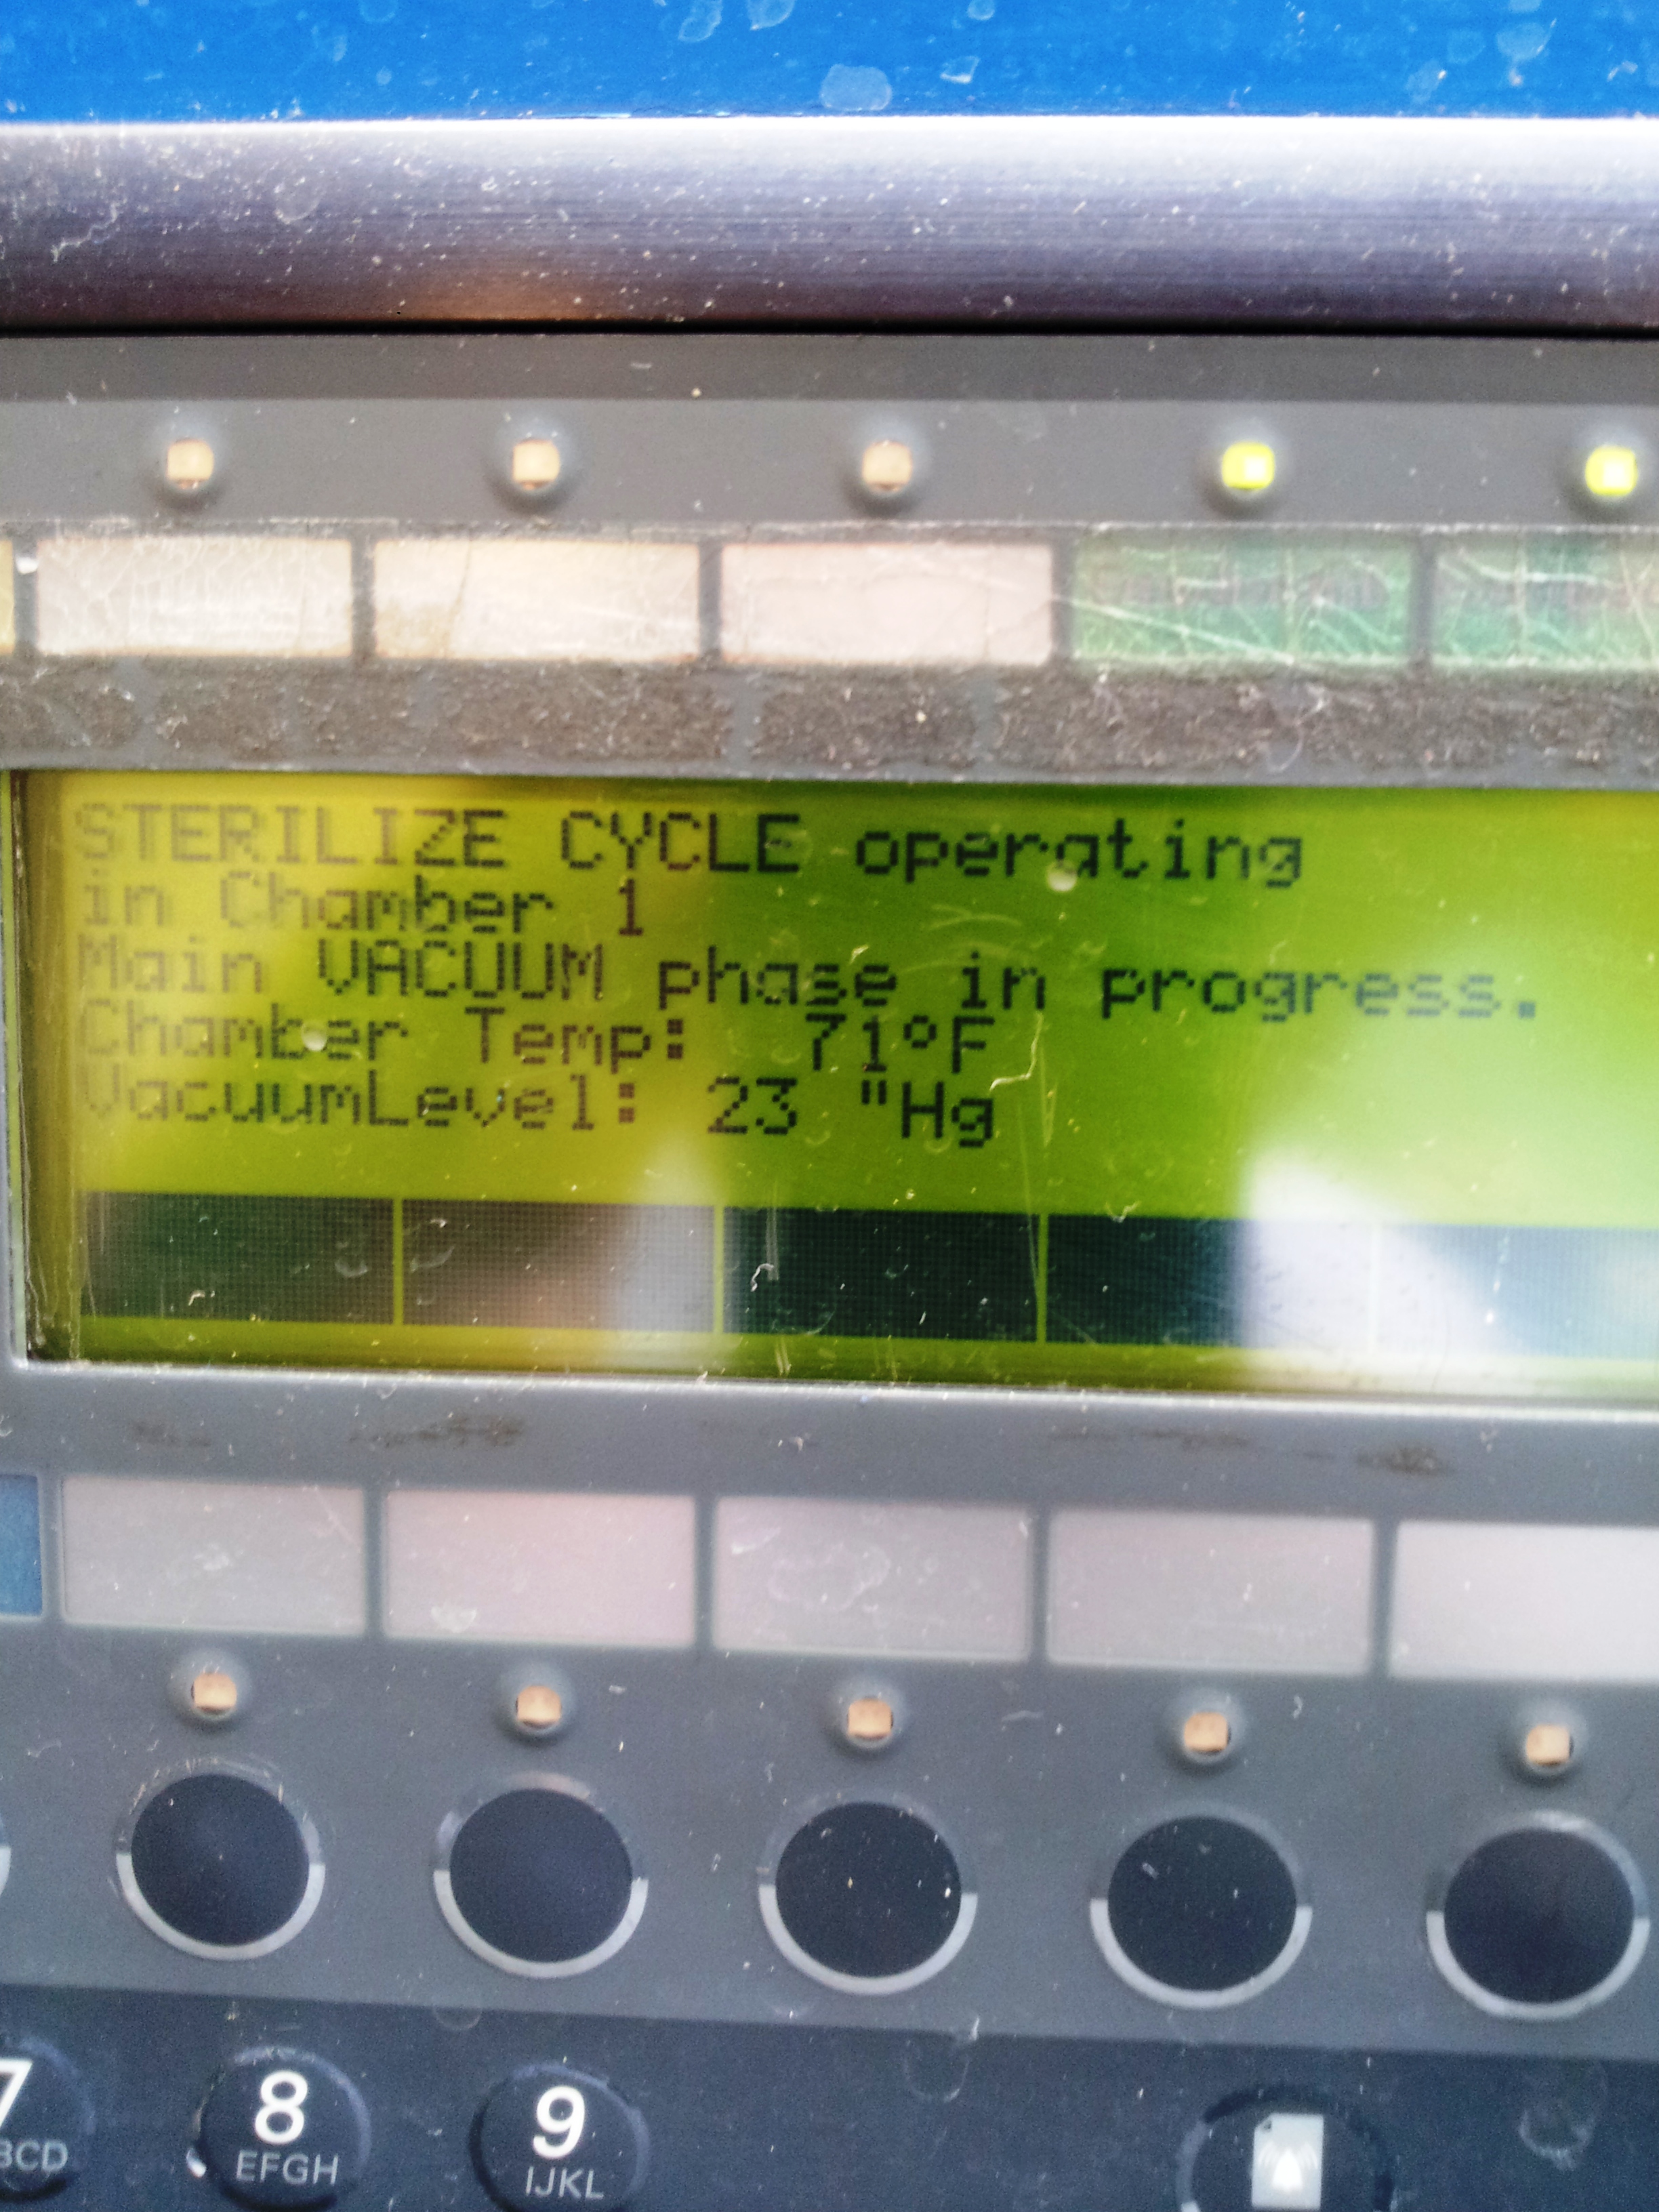 STERILIZE CYCLE operating
in Chamber 1
Main VACUUM phase in progress.
Chamber Temp: 71°F
VacuumLevel: 23 "Hg
7 8 9
BCD EFGH IJKL